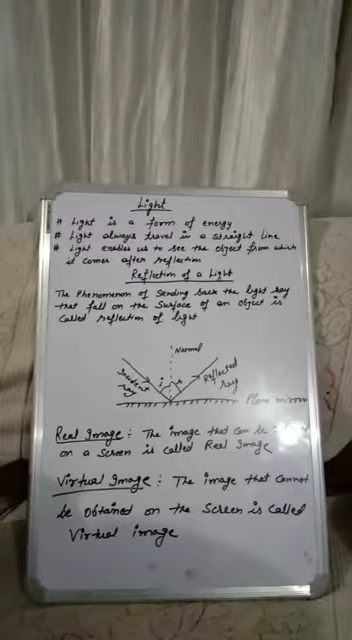 Light
# Light is a form of energy
# Light always travel in a straight line
# Light enables us to see the object from which
it comes after reflection
Reflection of a Light
The Phenomenon of Sending back the light ray
that fall on the Surface of an object is
Called reflection of light
Normal
Incident ray
i
r
Reflected ray
Plane mirror
Real Image : The image that can be
on a Screen is called Real Image
Virtual Image : The image that cannot
be obtained on the Screen is Called
Virtual image